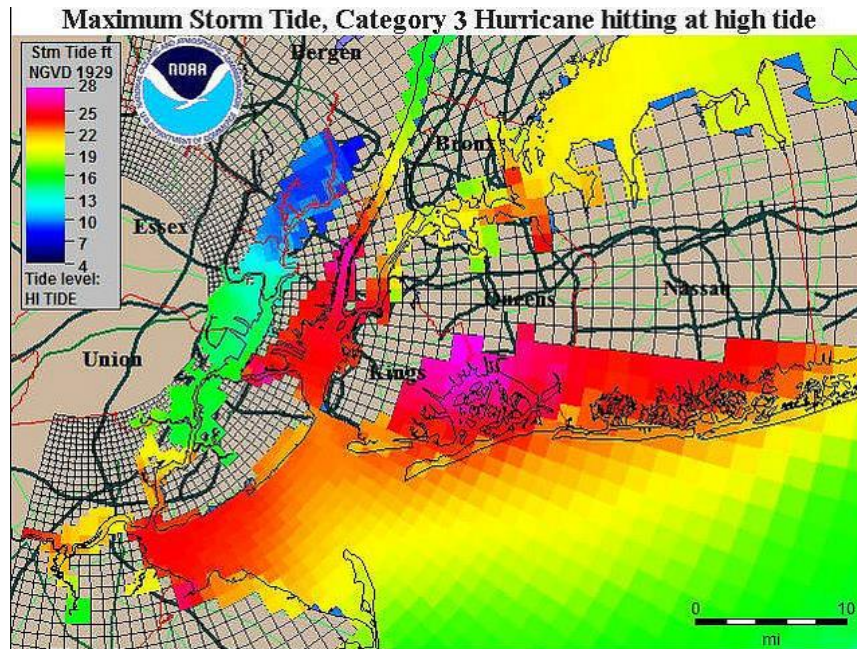 Maximum Storm Tide, Category 3 Hurricane hitting at high tide
Stm Tide ft
NGVD 1929
28
25
22
19
16
13
10
7
4
Tide level:
HI TIDE
NOAA
Bergen
Bronx
Essex
Queens
Nassau
Union
Kings
0
10
mi